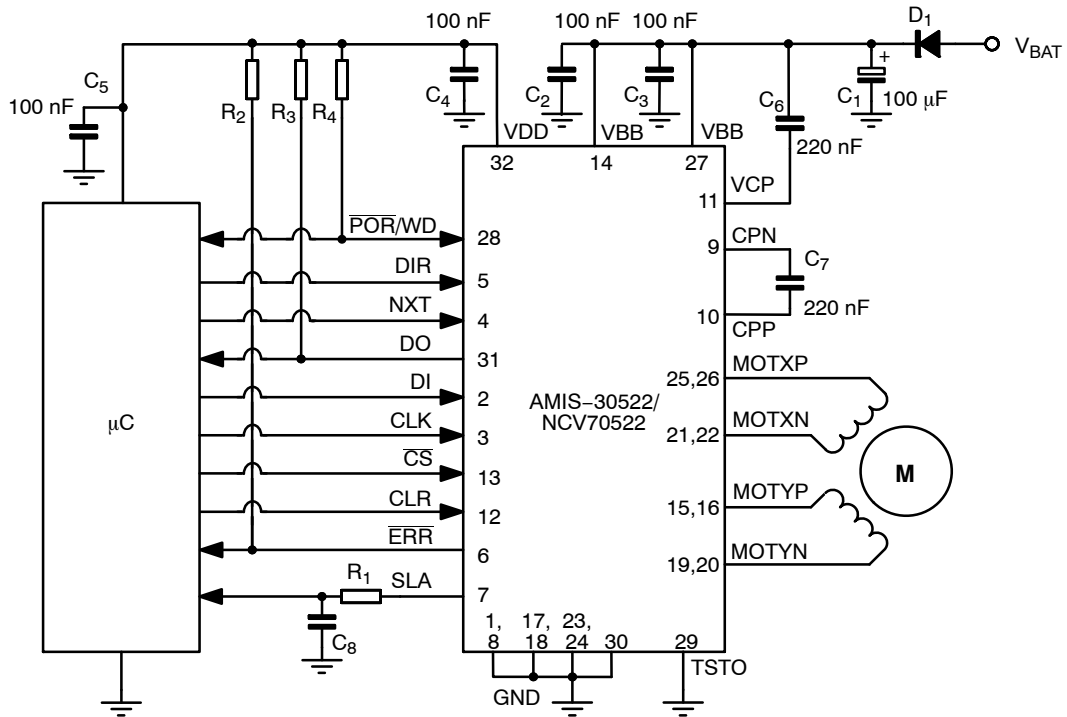 100 nF
100 nF
100 nF
D1
+
VBAT
C5
100 nF
R2
R3
R4
C4
C2
C3
C6
C1
100 µF
VDD
VBB
VBB
32
14
27
220 nF
11
VCP
POR/WD
28
9
CPN
DIR
5
C7
NXT
4
10
220 nF
CPP
DO
31
MOTXP
25,26
DI
2
AMIS−30522/
NCV70522
µC
CLK
3
MOTXN
21,22
CS
13
M
MOTYP
15,16
CLR
12
ERR
6
MOTYN
19,20
R1
SLA
7
C8
1,
8
17,
18
23,
24
30
29
TSTO
GND